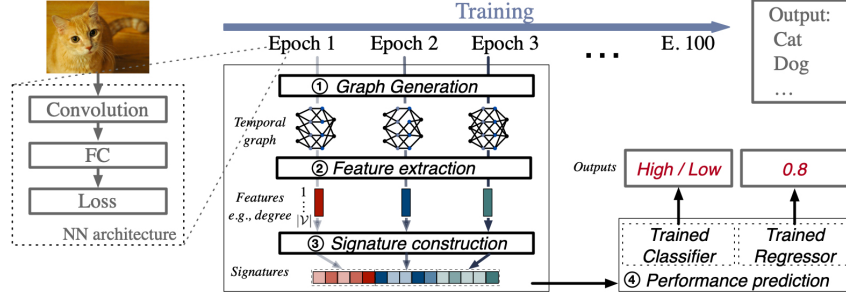 Training
Epoch 1
Epoch 2
Epoch 3
...
E. 100
Output:
Cat
Dog
...
Convolution
FC
Loss
NN architecture
① Graph Generation
Temporal
graph
② Feature extraction
Features
e.g., degree
1
⋮
|𝒱|
③ Signature construction
Signatures
Outputs
High / Low
0.8
Trained
Classifier
Trained
Regressor
④ Performance prediction